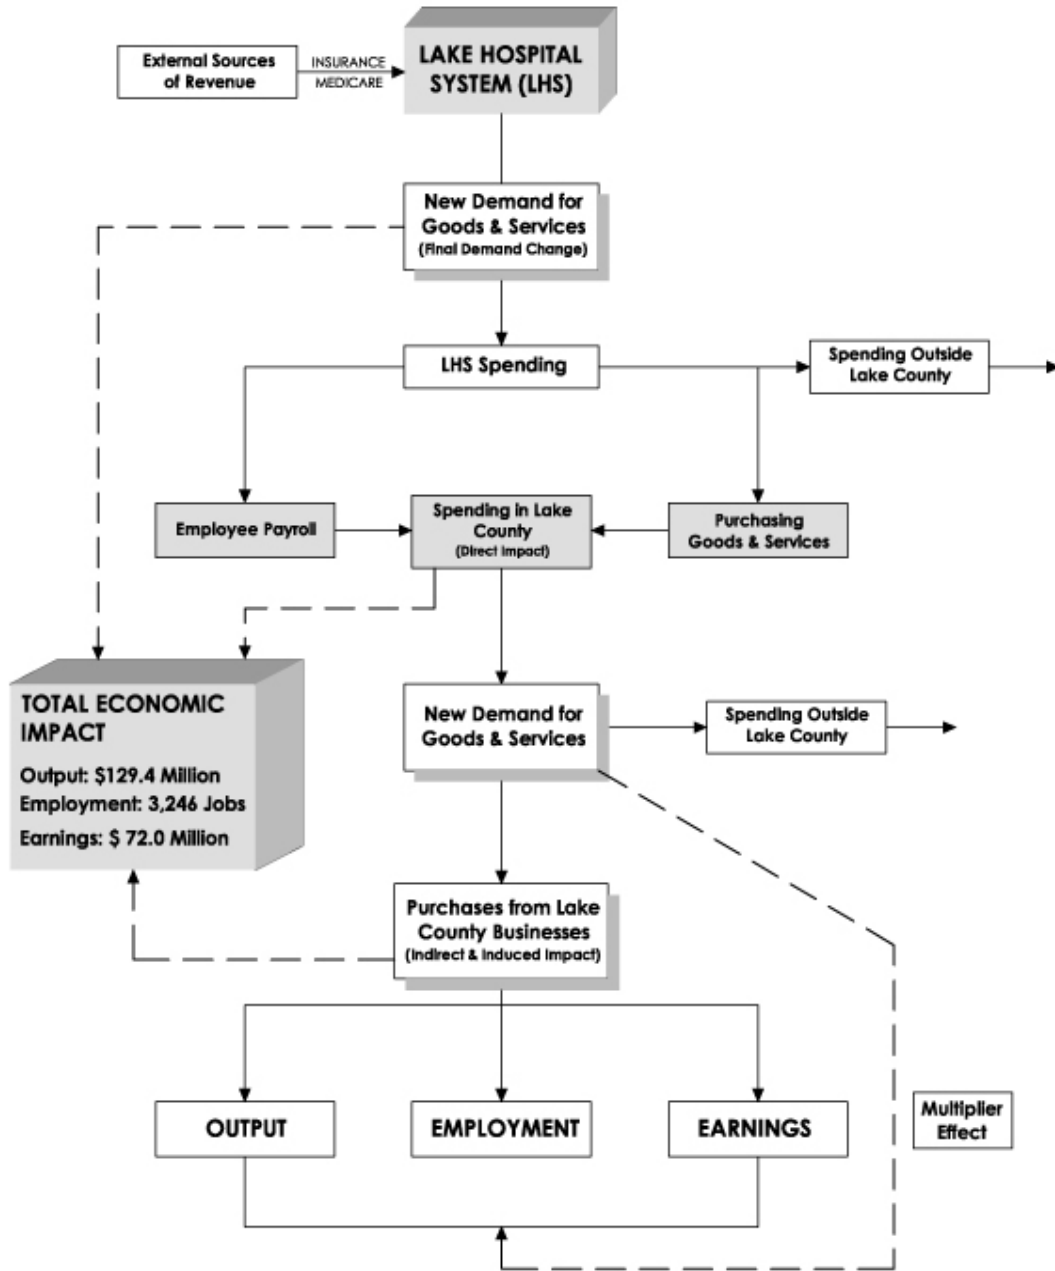 External Sources
of Revenue
INSURANCE
MEDICARE
LAKE HOSPITAL
SYSTEM (LHS)
New Demand for
Goods & Services
(Final Demand Change)
LHS Spending
Spending Outside
Lake County
Employee Payroll
Spending in Lake
County
(Direct Impact)
Purchasing
Goods & Services
TOTAL ECONOMIC
IMPACT
Output: $129.4 Million
Employment: 3,246 Jobs
Earnings: $ 72.0 Million
New Demand for
Goods & Services
Spending Outside
Lake County
Purchases from Lake
County Businesses
(Indirect & Induced Impact)
OUTPUT
EMPLOYMENT
EARNINGS
Multiplier
Effect